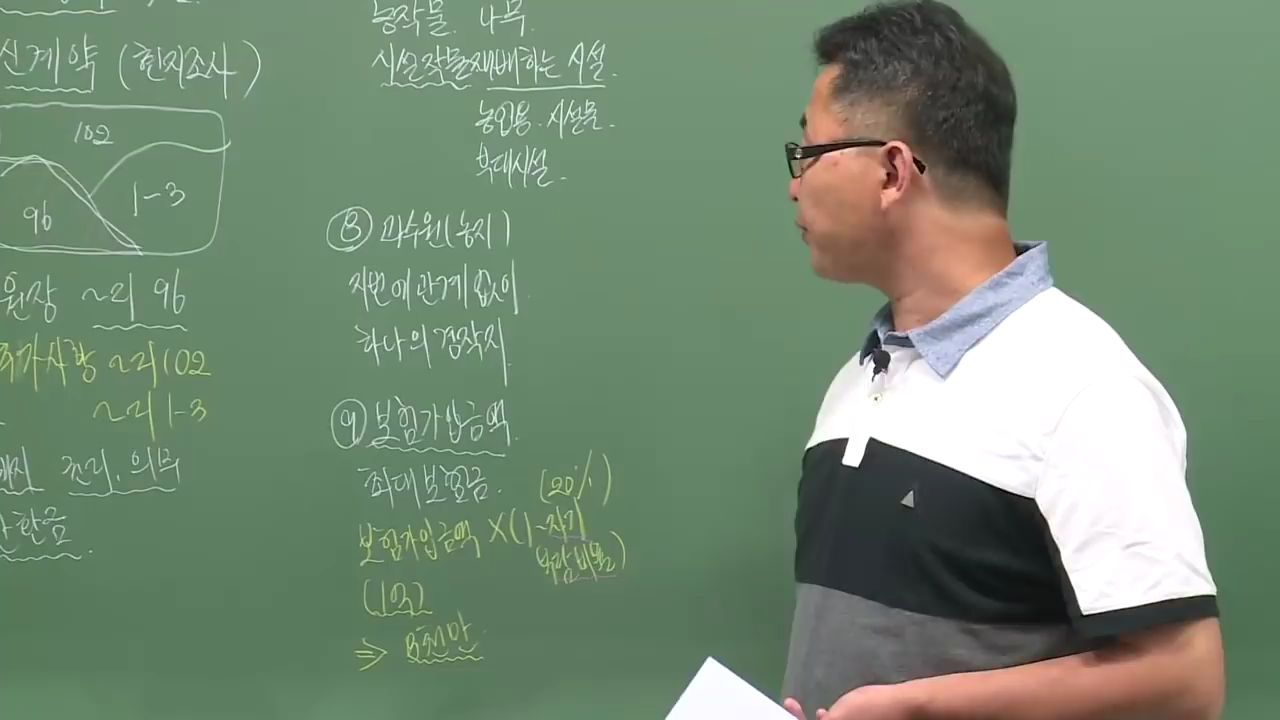 신계약 (현지조사)
102
96
1-3
원장 ~리 96
추가사항 ~리 102
~리 1-3
해지 권리, 의무
환급
농작물. 나무.
시설작물재배하는 시설.
농업용. 시설물.
부대시설.
⑧ 과수원(농지)
지번에 관계없이
하나의 경작지
⑨ 보험가입금액
최대보험금.
(20%)
보험가입금액 X(1-자기
부담비율)
(1억)
⇒ 8천만